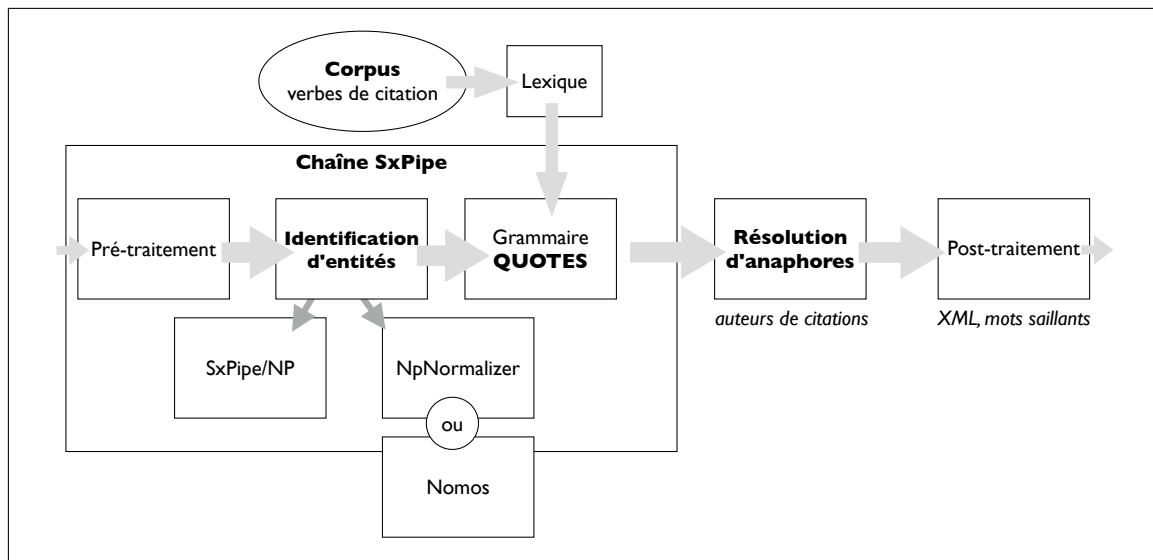 Corpus
verbes de citation
Lexique
Chaîne SxPipe
Pré-traitement
Identification
d'entités
Grammaire
QUOTES
Résolution
d'anaphores
Post-traitement
auteurs de citations
XML, mots saillants
SxPipe/NP
NpNormalizer
ou
Nomos